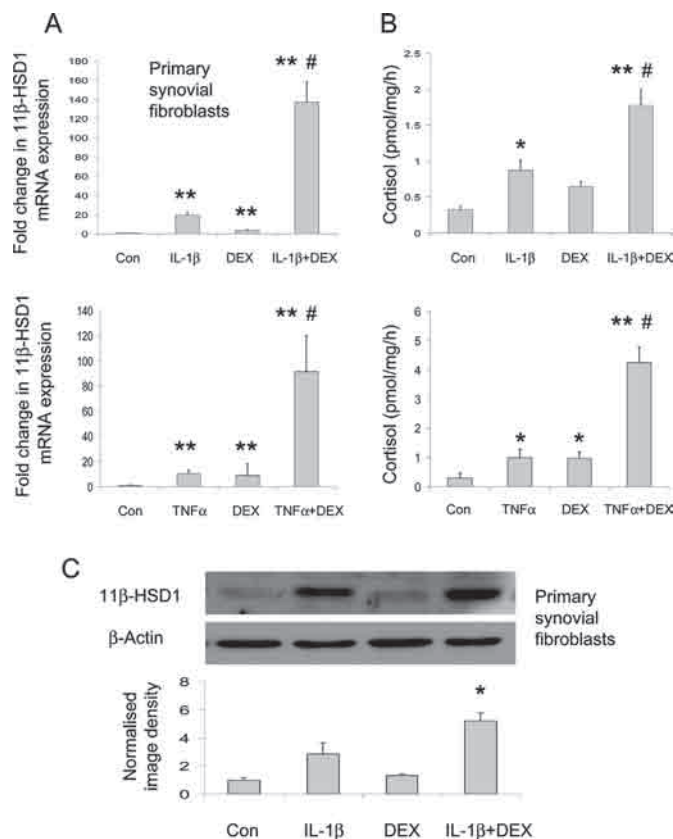 A
Fold change in 11β-HSD1
mRNA expression
180
160
140
120
100
80
60
40
20
0
Primary
synovial
fibroblasts
**
**
** #
Con IL-1β DEX IL-1β+DEX
B
Cortisol (pmol/mg/h)
2.5
2
1.5
1
0.5
0
*
** #
Con IL-1β DEX IL-1β+DEX
Fold change in 11β-HSD1
mRNA expression
140
120
100
80
60
40
20
0
**
**
** #
Con TNFα DEX TNFα+DEX
Cortisol (pmol/mg/h)
6
5
4
3
2
1
0
*
*
** #
Con TNFα DEX TNFα+DEX
C
11β-HSD1
β-Actin
Primary
synovial
fibroblasts
Normalised
image density
8
6
4
2
0
*
Con IL-1β DEX IL-1β+DEX